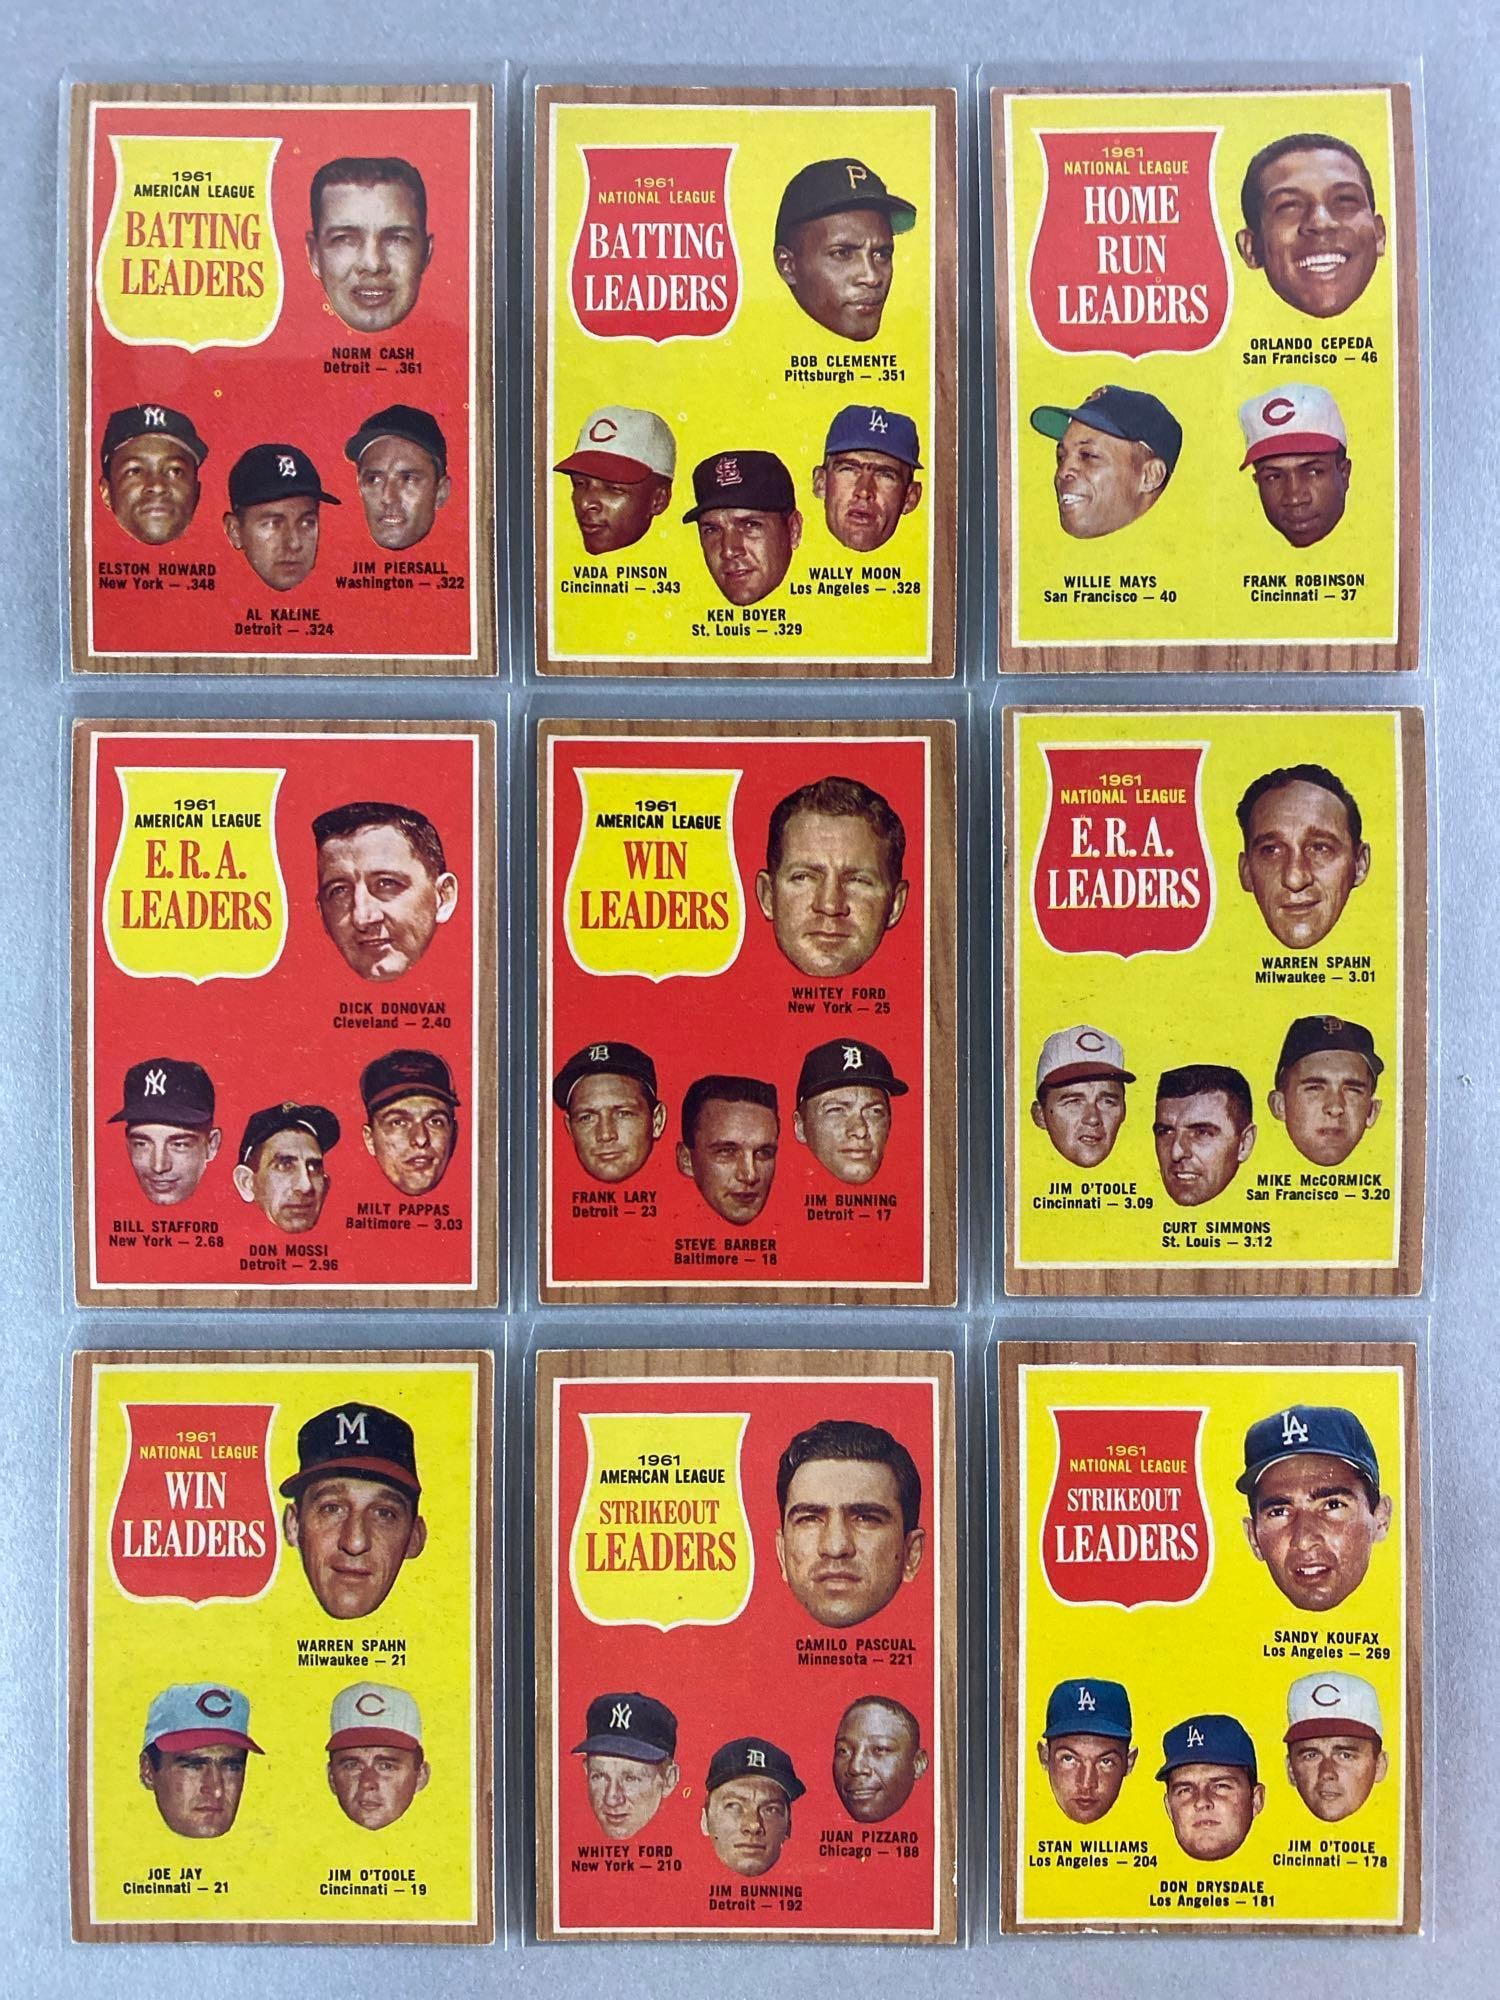 1961
AMERICAN LEAGUE
BATTING
LEADERS
NORM CASH
Detroit — .361
NY
ELSTON HOWARD
New York — .348
D
AL KALINE
Detroit — .324
JIM PIERSALL
Washington — .322
1961
NATIONAL LEAGUE
BATTING
LEADERS
P
BOB CLEMENTE
Pittsburgh — .351
C
VADA PINSON
Cincinnati — .343
STL
KEN BOYER
St. Louis — .329
LA
WALLY MOON
Los Angeles — .328
1961
NATIONAL LEAGUE
HOME
RUN
LEADERS
ORLANDO CEPEDA
San Francisco — 46
WILLIE MAYS
San Francisco — 40
C
FRANK ROBINSON
Cincinnati — 37
1961
AMERICAN LEAGUE
E.R.A.
LEADERS
DICK DONOVAN
Cleveland — 2.40
NY
BILL STAFFORD
New York — 2.68
DON MOSSI
Detroit — 2.96
MILT PAPPAS
Baltimore — 3.03
1961
AMERICAN LEAGUE
WIN
LEADERS
WHITEY FORD
New York — 25
D
FRANK LARY
Detroit — 23
STEVE BARBER
Baltimore — 18
D
JIM BUNNING
Detroit — 17
1961
NATIONAL LEAGUE
E.R.A.
LEADERS
WARREN SPAHN
Milwaukee — 3.01
C
JIM O'TOOLE
Cincinnati — 3.09
CURT SIMMONS
St. Louis — 3.12
SF
MIKE McCORMICK
San Francisco — 3.20
1961
NATIONAL LEAGUE
WIN
LEADERS
M
WARREN SPAHN
Milwaukee — 21
C
JOE JAY
Cincinnati — 21
C
JIM O'TOOLE
Cincinnati — 19
1961
AMERICAN LEAGUE
STRIKEOUT
LEADERS
CAMILO PASCUAL
Minnesota — 221
NY
WHITEY FORD
New York — 210
D
JIM BUNNING
Detroit — 192
JUAN PIZZARO
Chicago — 188
1961
NATIONAL LEAGUE
STRIKEOUT
LEADERS
LA
SANDY KOUFAX
Los Angeles — 269
LA
STAN WILLIAMS
Los Angeles — 204
LA
DON DRYSDALE
Los Angeles — 181
C
JIM O'TOOLE
Cincinnati — 178